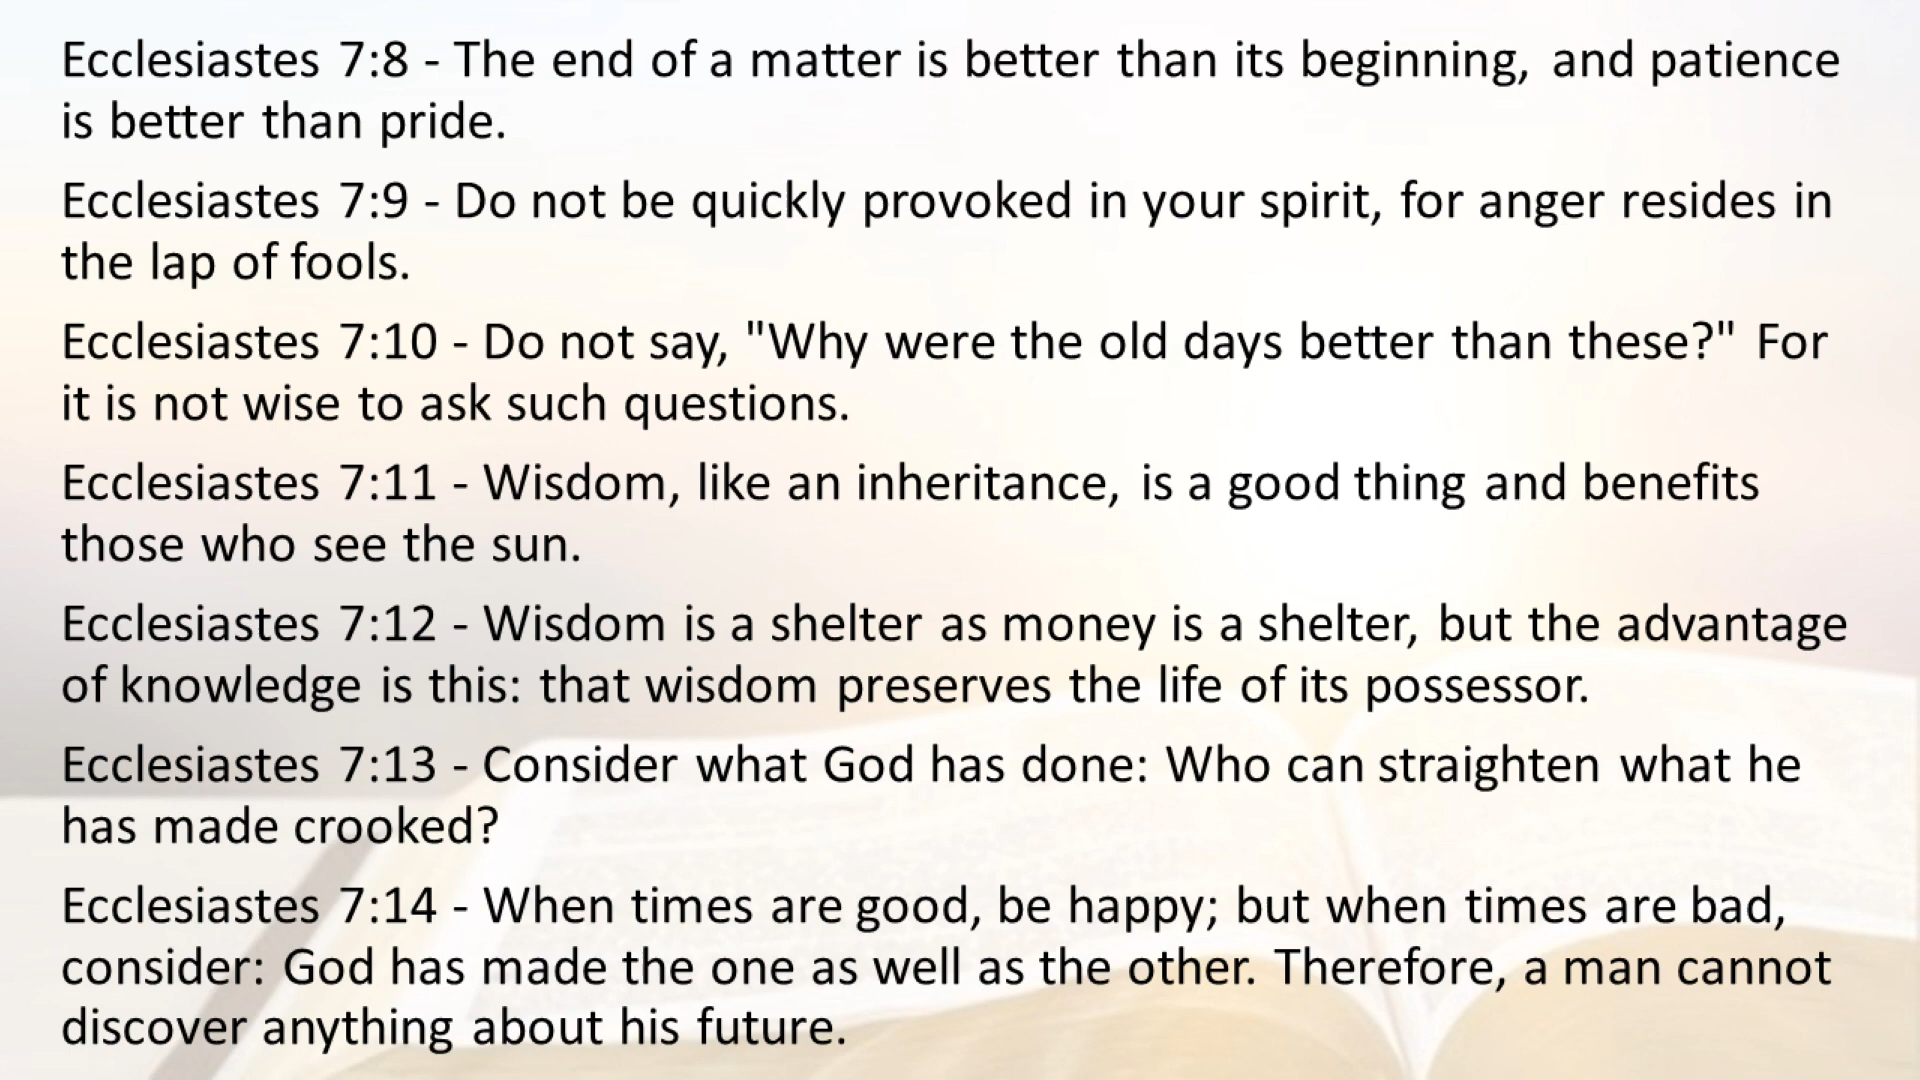 Ecclesiastes 7:8 - The end of a matter is better than its beginning, and patience
is better than pride.
Ecclesiastes 7:9 - Do not be quickly provoked in your spirit, for anger resides in
the lap of fools.
Ecclesiastes 7:10 - Do not say, "Why were the old days better than these?" For
it is not wise to ask such questions.
Ecclesiastes 7:11 - Wisdom, like an inheritance, is a good thing and benefits
those who see the sun.
Ecclesiastes 7:12 - Wisdom is a shelter as money is a shelter, but the advantage
of knowledge is this: that wisdom preserves the life of its possessor.
Ecclesiastes 7:13 - Consider what God has done: Who can straighten what he
has made crooked?
Ecclesiastes 7:14 - When times are good, be happy; but when times are bad,
consider: God has made the one as well as the other. Therefore, a man cannot
discover anything about his future.